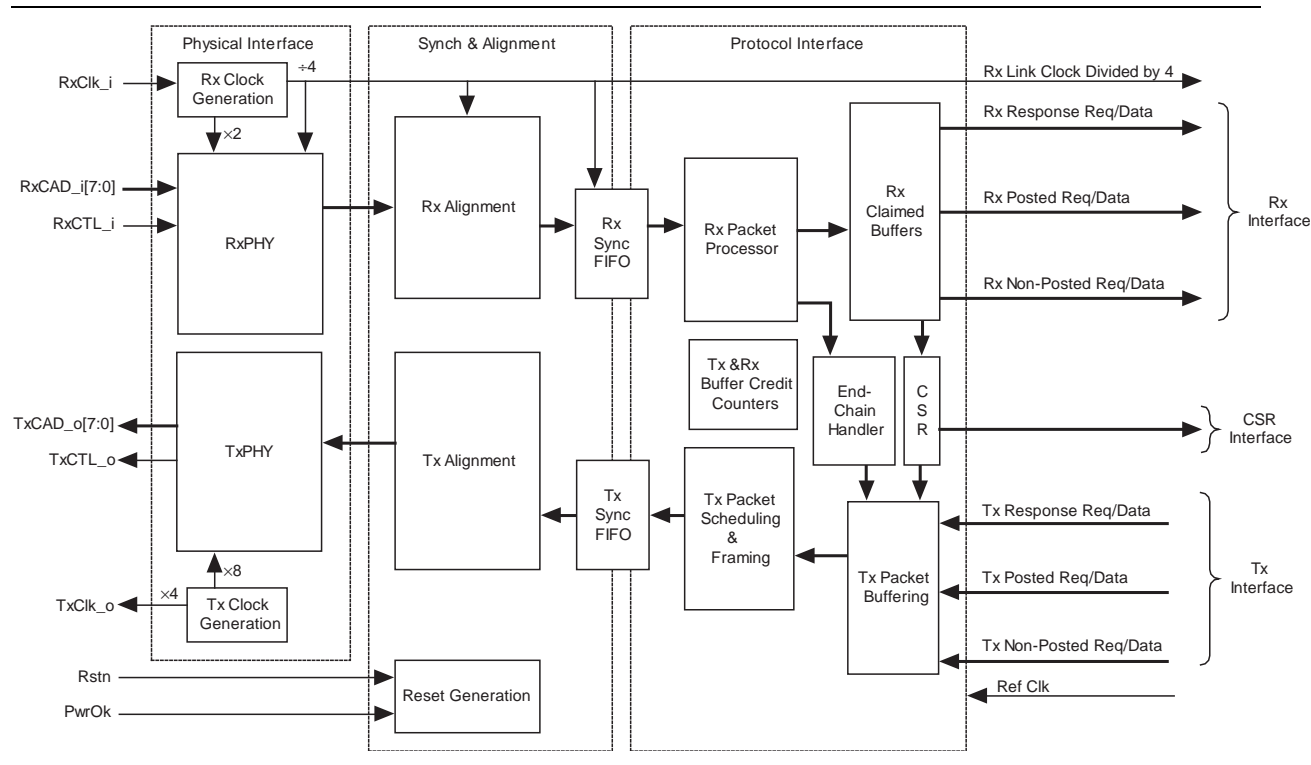 Physical Interface
Synch & Alignment
Protocol Interface
÷4
RxClk_i
Rx Clock
Generation
Rx Link Clock Divided by 4
×2
Rx Response Req/Data
RxCAD_i[7:0]
RxCTL_i
RxPHY
Rx Alignment
Rx
Sync
FIFO
Rx Packet
Processor
Rx
Claimed
Buffers
Rx Posted Req/Data
Rx
Interface
Rx Non-Posted Req/Data
Tx &Rx
Buffer Credit
Counters
End-
Chain
Handler
C
S
R
CSR
Interface
TxCAD_o[7:0]
TxCTL_o
TxPHY
Tx Alignment
Tx
Sync
FIFO
Tx Packet
Scheduling
&
Framing
Tx Packet
Buffering
Tx Response Req/Data
Tx Posted Req/Data
Tx
Interface
Tx Non-Posted Req/Data
×8
×4
TxClk_o
Tx Clock
Generation
Rstn
PwrOk
Reset Generation
Ref Clk